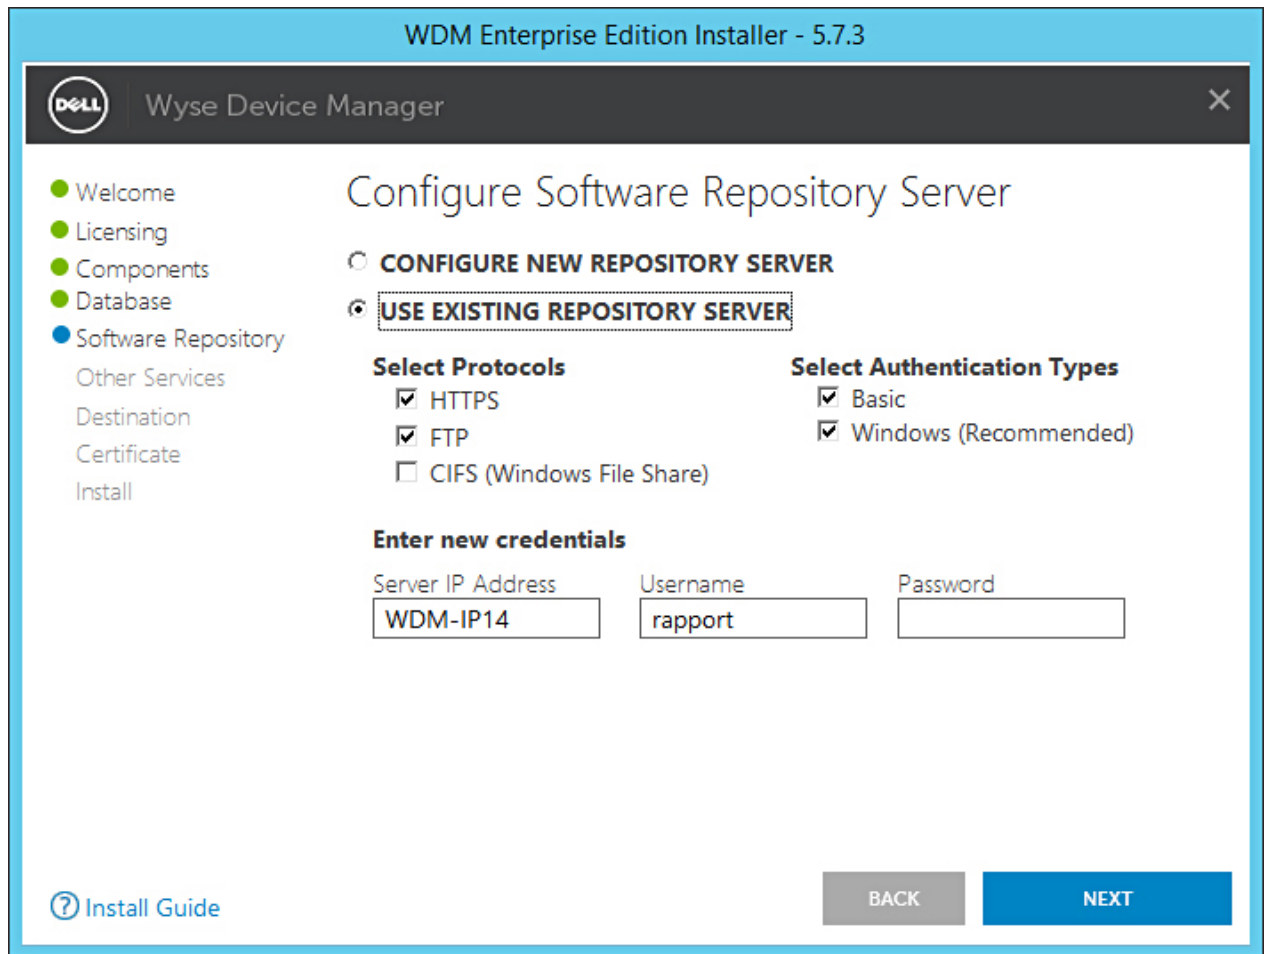 WDM Enterprise Edition Installer - 5.7.3
DELL
Wyse Device Manager
Welcome
Licensing
Components
Database
Software Repository
Other Services
Destination
Certificate
Install
Configure Software Repository Server
CONFIGURE NEW REPOSITORY SERVER
USE EXISTING REPOSITORY SERVER
Select Protocols
HTTPS
FTP
CIFS (Windows File Share)
Select Authentication Types
Basic
Windows (Recommended)
Enter new credentials
Server IP Address Username Password
WDM-IP14 rapport
? Install Guide
BACK NEXT